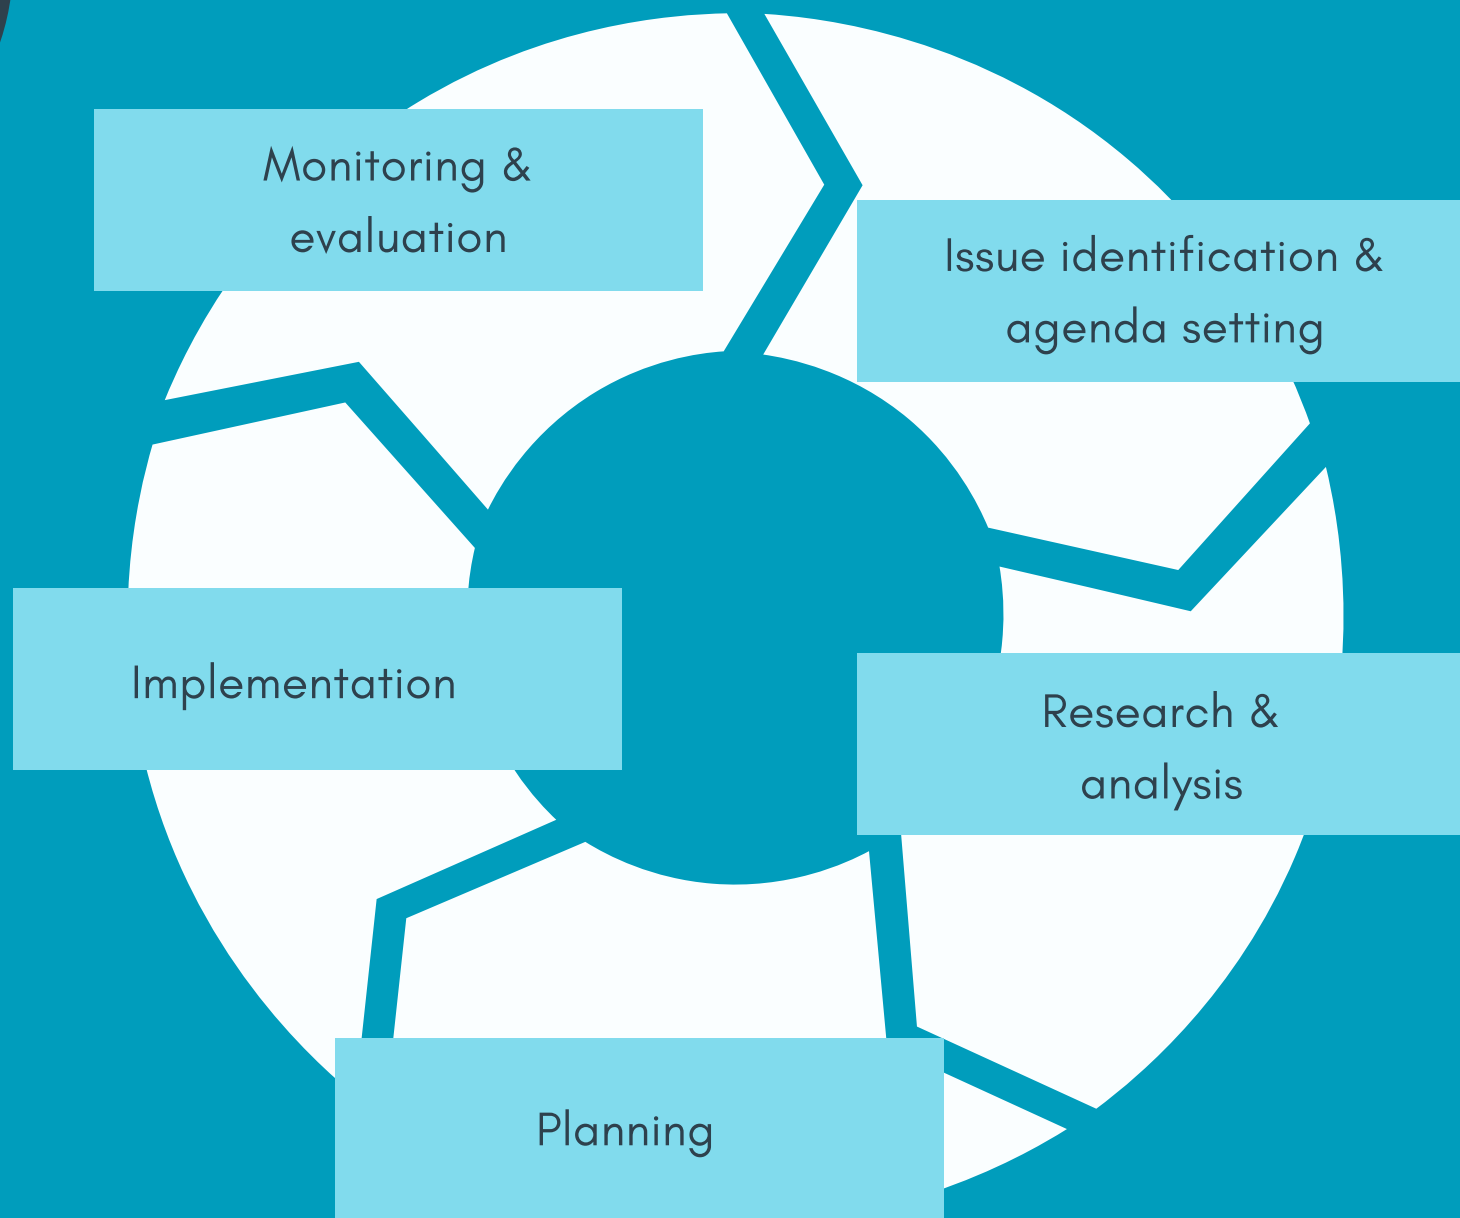 Monitoring &
evaluation
Issue identification &
agenda setting
Implementation
Research &
analysis
Planning